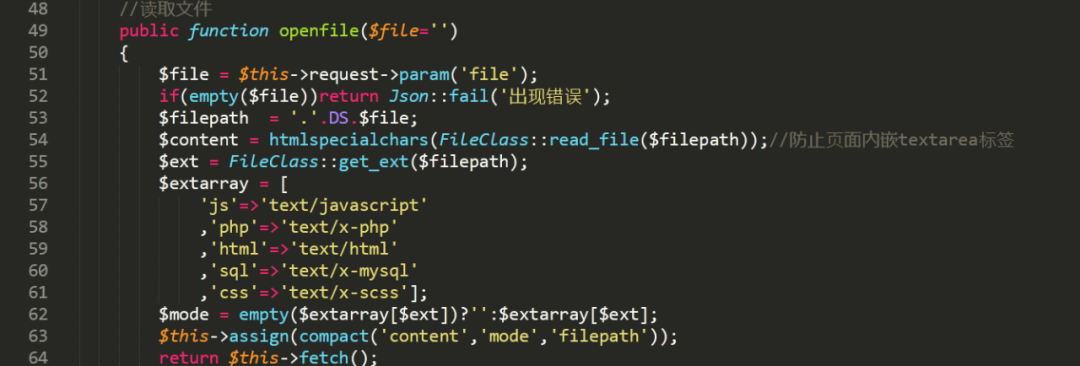 48 //读取文件
49 public function openfile($file='')
50 {
51 $file = $this->request->param('file');
52 if(empty($file))return Json::fail('出现错误');
53 $filepath  = '.'.DS.$file;
54 $content = htmlspecialchars(FileClass::read_file($filepath));//防止页面内嵌textarea标签
55 $ext = FileClass::get_ext($filepath);
56 $extarray = [
57 'js'=>'text/javascript'
58 ,'php'=>'text/x-php'
59 ,'html'=>'text/html'
60 ,'sql'=>'text/x-mysql'
61 ,'css'=>'text/x-scss'];
62 $mode = empty($extarray[$ext])?'':$extarray[$ext];
63 $this->assign(compact('content','mode','filepath'));
64 return $this->fetch();